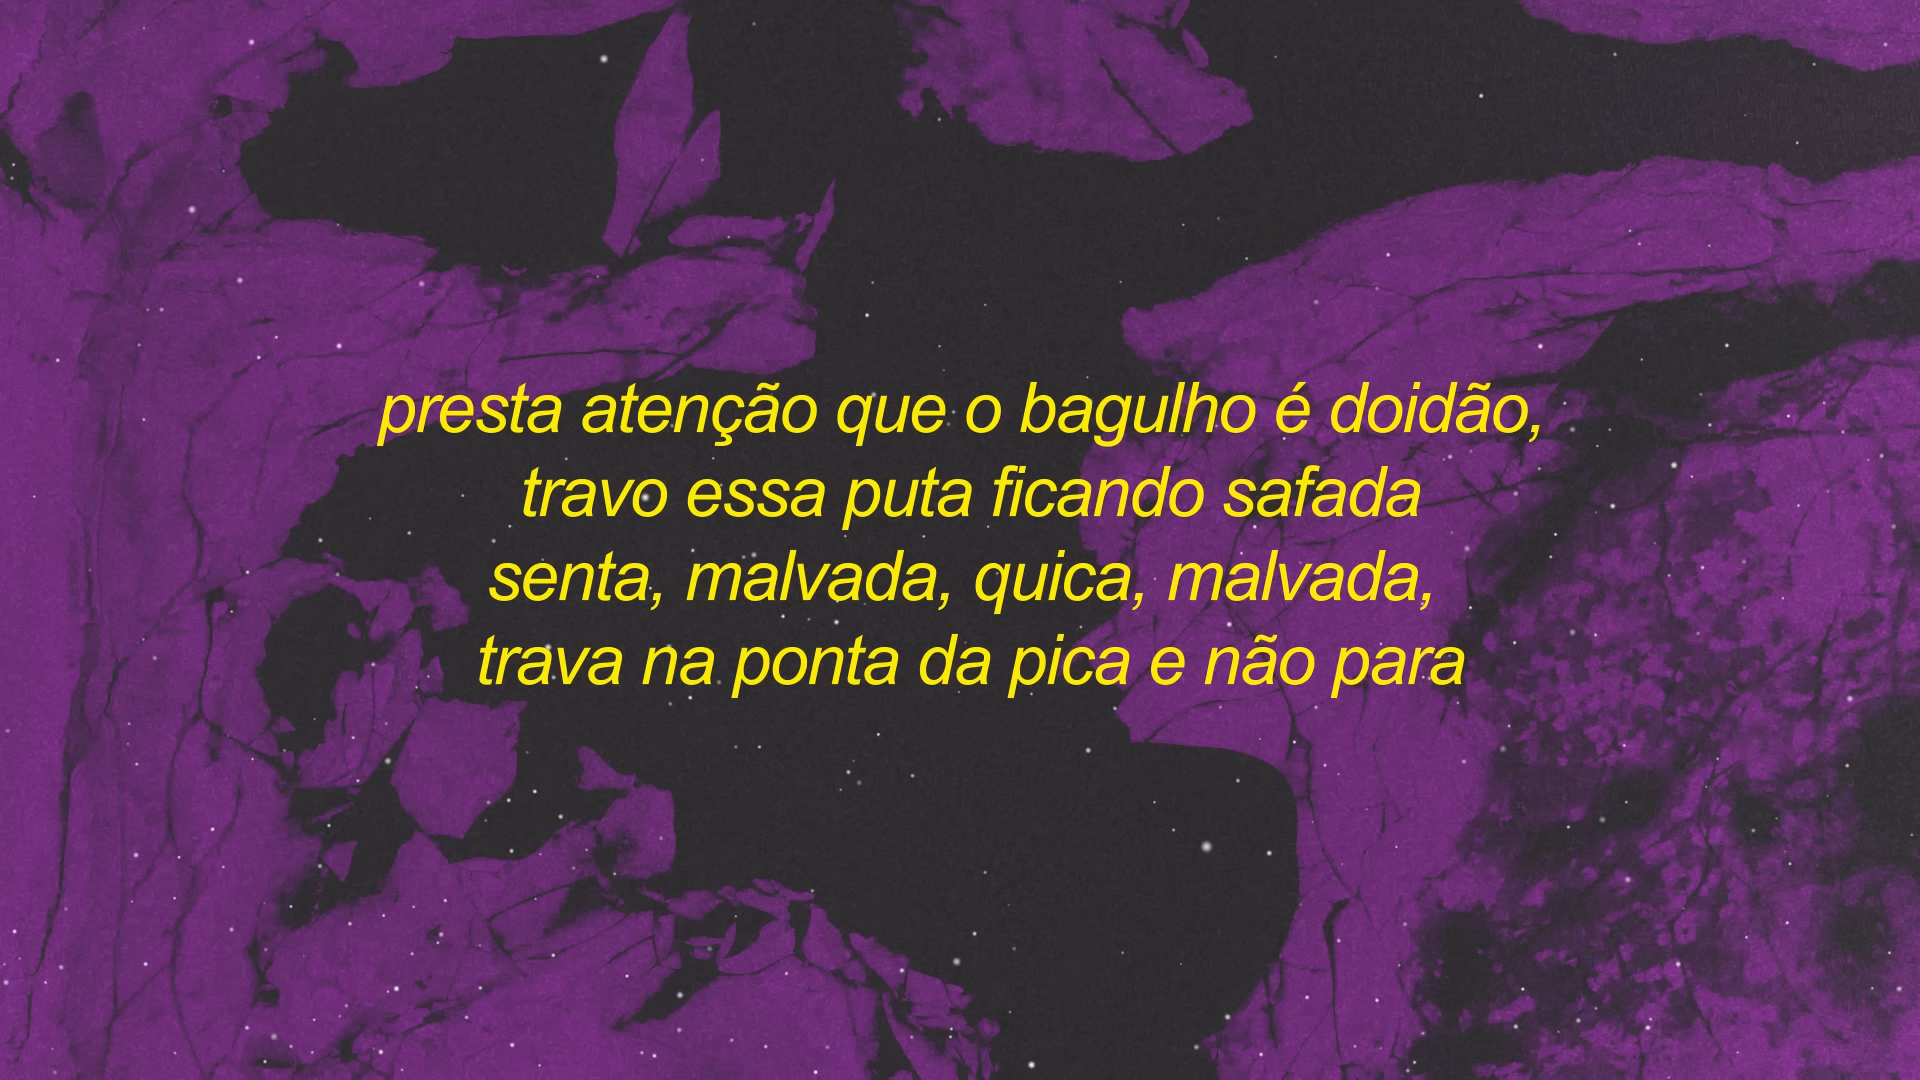 presta atenção que o bagulho é doidão,
travo essa puta ficando safada
senta, malvada, quica, malvada,
trava na ponta da pica e não para